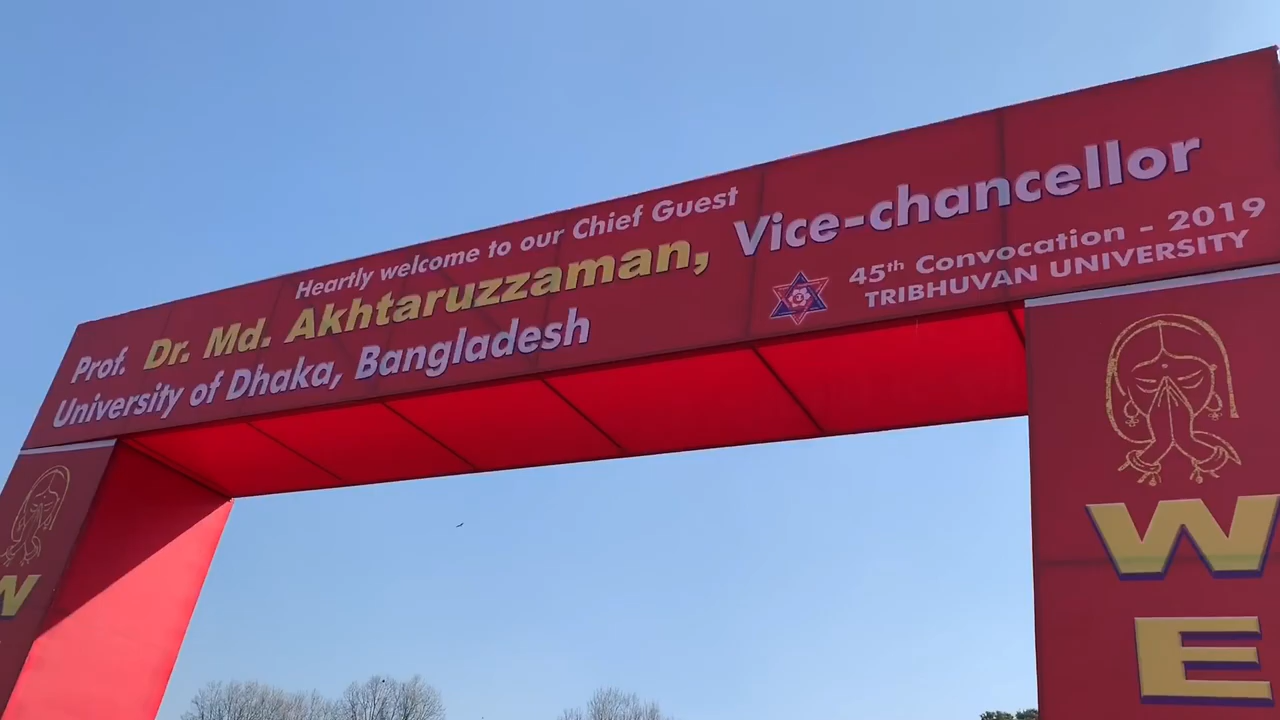 Heartly welcome to our Chief Guest
Prof. Dr. Md. Akhtaruzzaman, Vice-chancellor
University of Dhaka, Bangladesh
45th Convocation - 2019
TRIBHUVAN UNIVERSITY
W
W
E